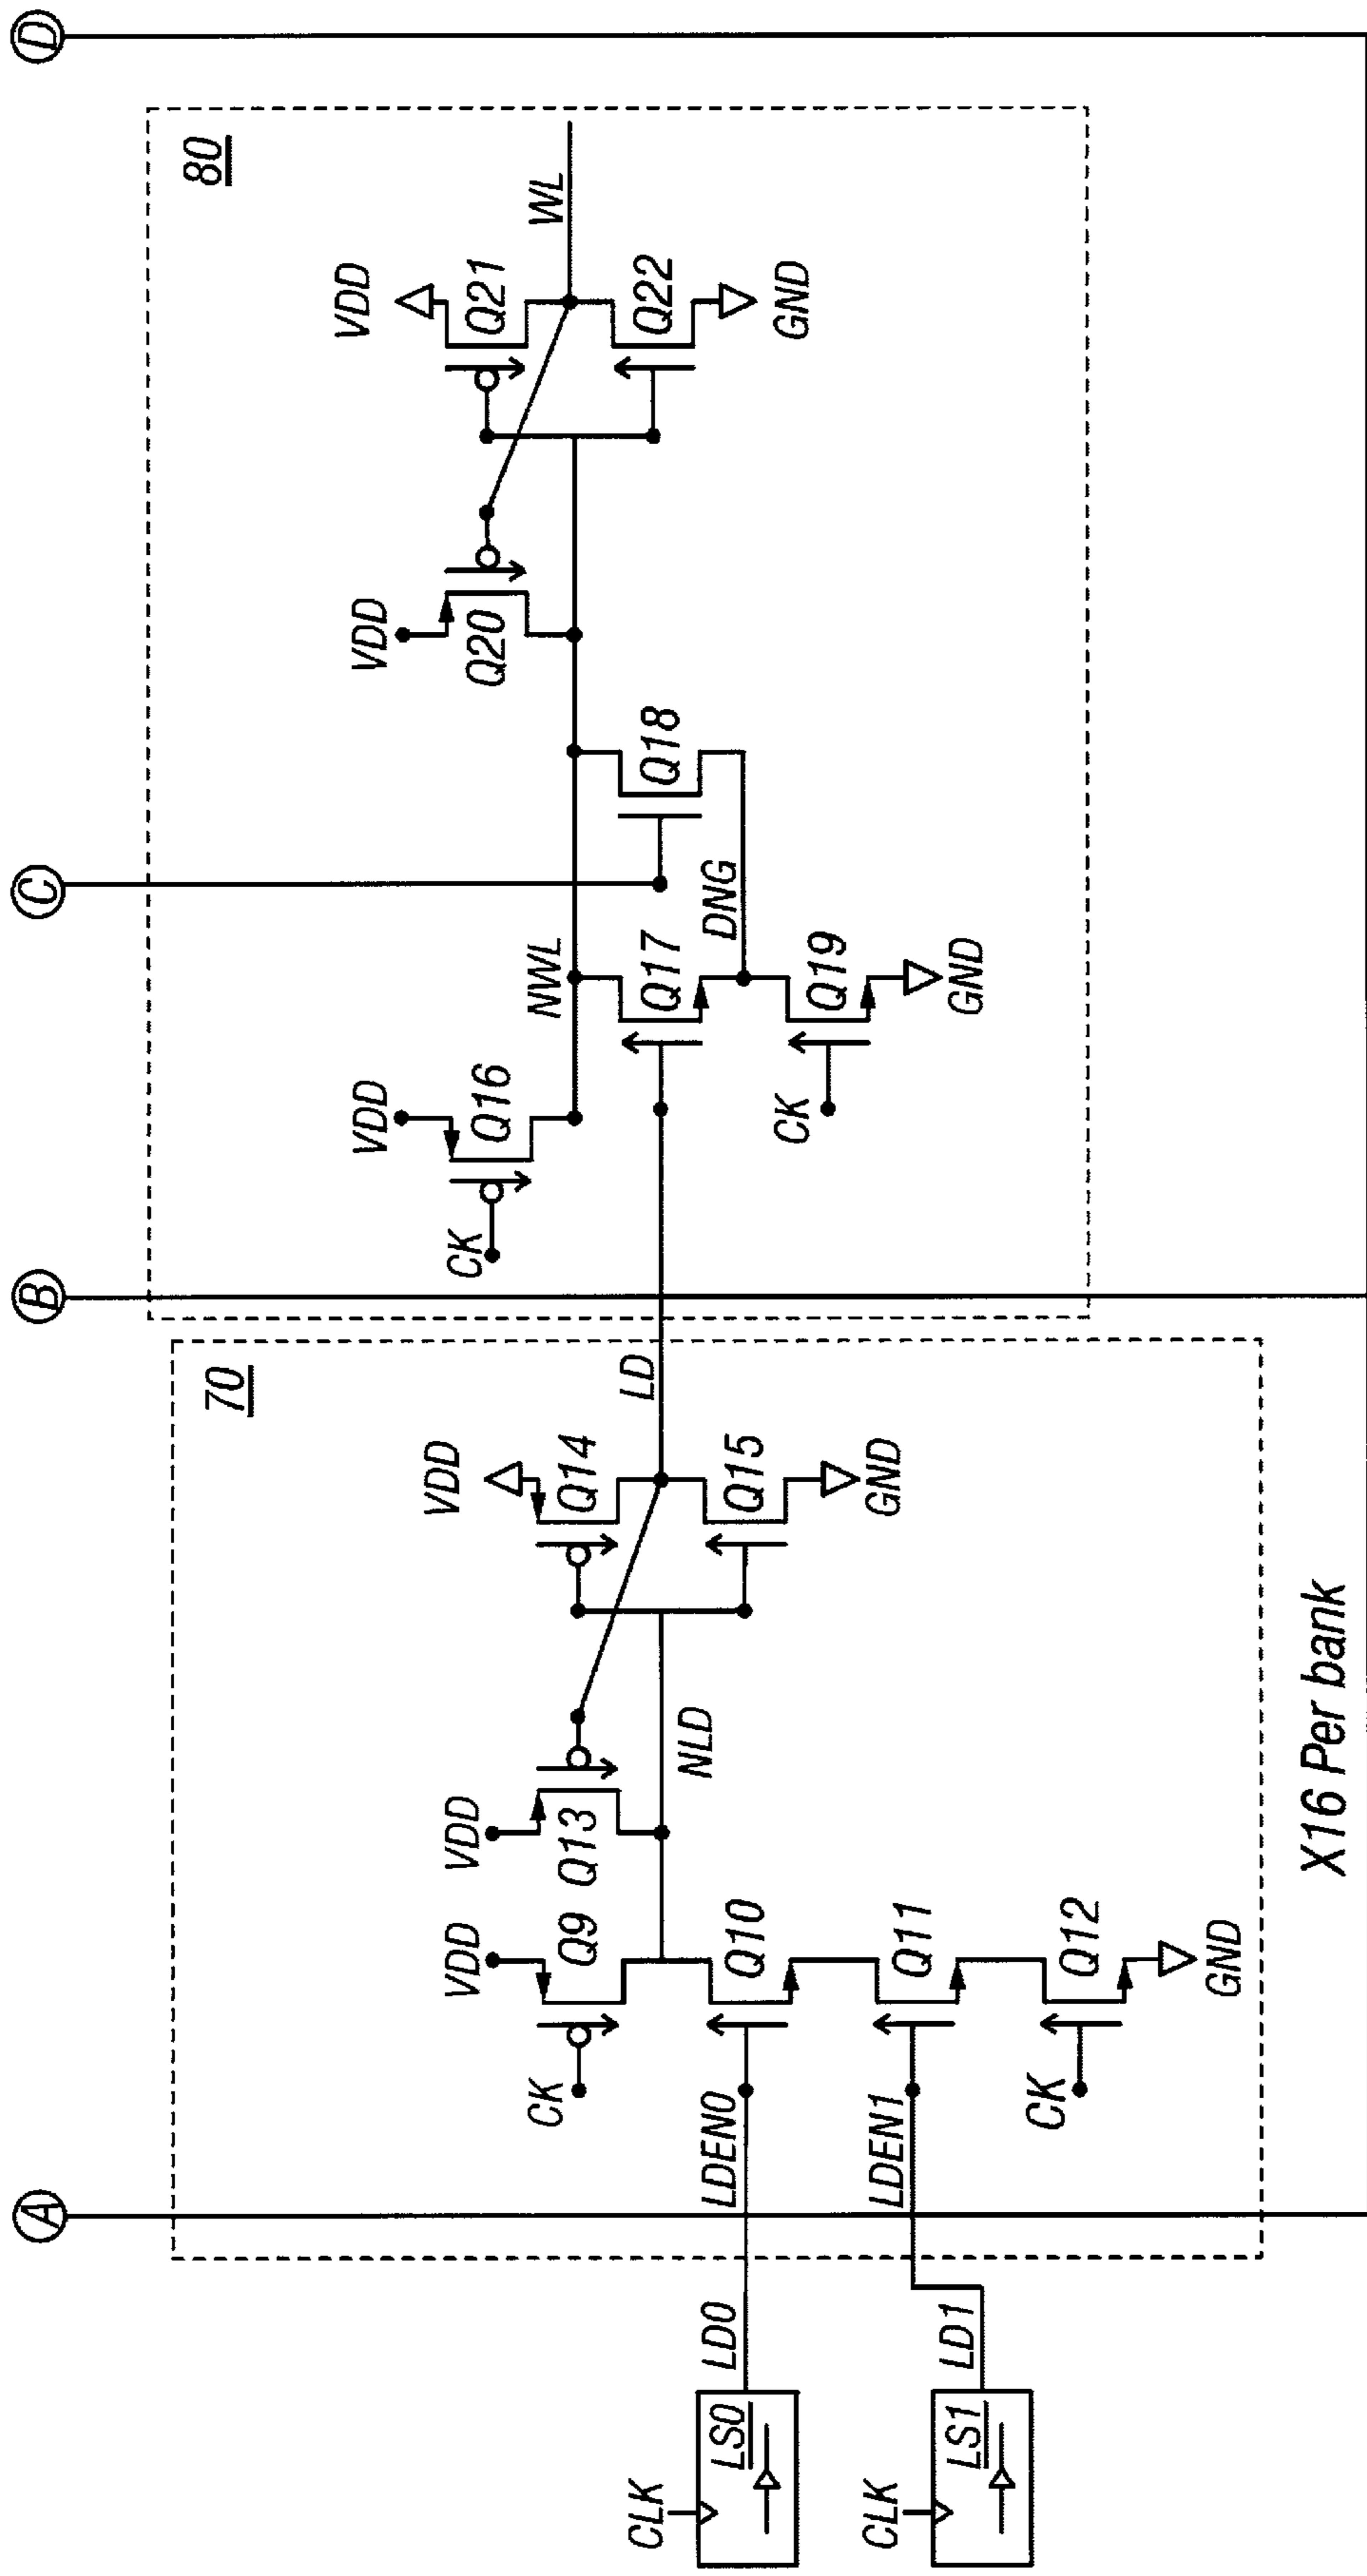 A
B
C
D
70
80
VDD
VDD
VDD
CK
Q9
Q13
Q14
LD
NLD
Q10
Q15
GND
LD0
LDEN0
Q11
LD1
LDEN1
CK
Q12
GND
CLK
LS0
CLK
LS1
X16 Per bank
VDD
VDD
VDD
CK
Q16
Q20
Q21
NWL
WL
Q17
Q18
Q22
GND
DNG
CK
Q19
GND